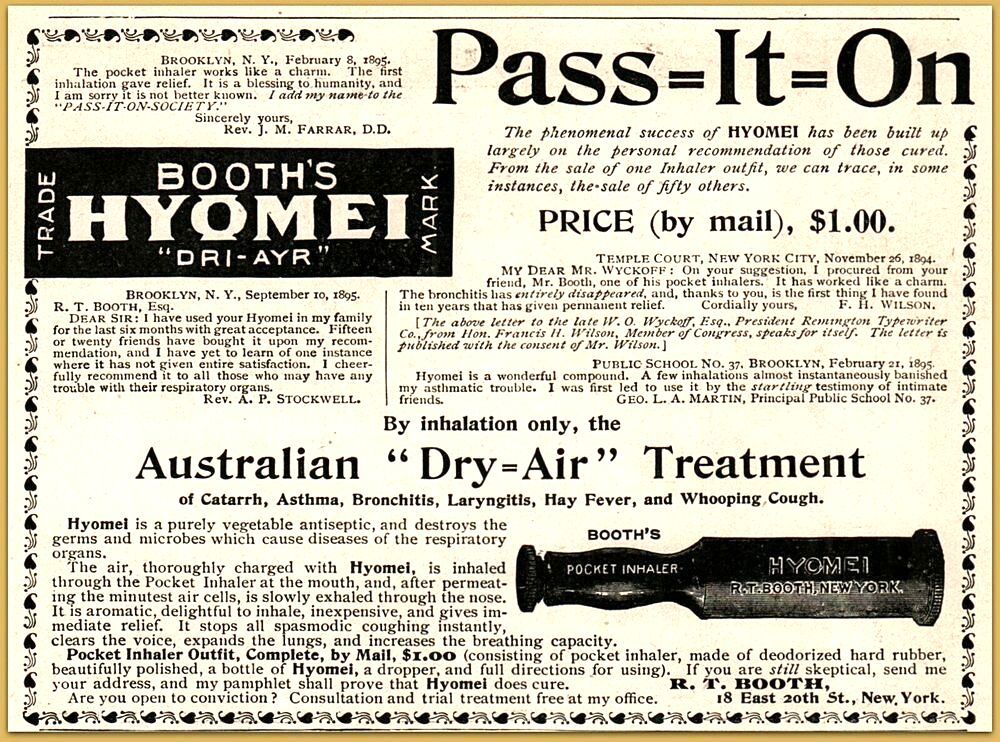 Pass=It=On
BROOKLYN, N. Y., February 8, 1895.
The pocket inhaler works like a charm. The first
inhalation gave relief. It is a blessing to humanity, and
I am sorry it is not better known. I add my name to the
"PASS-IT-ON-SOCIETY."
Sincerely yours,
REV. J. M. FARRAR, D.D.
TRADE
BOOTH'S
HYOMEI
"DRI-AYR"
MARK
The phenomenal success of HYOMEI has been built up
largely on the personal recommendation of those cured.
From the sale of one Inhaler outfit, we can trace, in some
instances, the sale of fifty others.
PRICE (by mail), $1.00.
BROOKLYN, N. Y., September 10, 1895.
R. T. BOOTH, Esq.
DEAR SIR: I have used your Hyomei in my family
for the last six months with great acceptance. Fifteen
or twenty friends have bought it upon my recom-
mendation, and I have yet to learn of one instance
where it has not given entire satisfaction. I cheer-
fully recommend it to all those who may have any
trouble with their respiratory organs.
REV. A. P. STOCKWELL.
TEMPLE COURT, NEW YORK CITY, November 26, 1894.
MY DEAR MR. WYCKOFF: On your suggestion, I procured from your
friend, Mr. Booth, one of his pocket inhalers. It has worked like a charm.
The bronchitis has entirely disappeared, and, thanks to you, is the first thing I have found
in ten years that has given permanent relief. Cordially yours, F. H. WILSON.
[The above letter to the late W. O. Wyckoff, Esq., President Remington Typewriter
Co., from Hon. Francis H. Wilson, Member of Congress, speaks for itself. The letter is
published with the consent of Mr. Wilson.]
PUBLIC SCHOOL NO. 37, BROOKLYN, February 21, 1895.
Hyomei is a wonderful compound. A few inhalations almost instantaneously banished
my asthmatic trouble. I was first led to use it by the startling testimony of intimate
friends. GEO. L. A. MARTIN, Principal Public School No. 37.
By inhalation only, the
Australian "Dry=Air" Treatment
of Catarrh, Asthma, Bronchitis, Laryngitis, Hay Fever, and Whooping Cough.
Hyomei is a purely vegetable antiseptic, and destroys the
germs and microbes which cause diseases of the respiratory
organs.
The air, thoroughly charged with Hyomei, is inhaled
through the Pocket Inhaler at the mouth, and, after permeat-
ing the minutest air cells, is slowly exhaled through the nose.
It is aromatic, delightful to inhale, inexpensive, and gives im-
mediate relief. It stops all spasmodic coughing instantly,
clears the voice, expands the lungs, and increases the breathing capacity.
BOOTH'S
POCKET INHALER
HYOMEI
R.T. BOOTH, NEW YORK.
Pocket Inhaler Outfit, Complete, by Mail, $1.00 (consisting of pocket inhaler, made of deodorized hard rubber,
beautifully polished, a bottle of Hyomei, a dropper, and full directions for using). If you are still skeptical, send me
your address, and my pamphlet shall prove that Hyomei does cure. R. T. BOOTH,
Are you open to conviction? Consultation and trial treatment free at my office. 18 East 20th St., New York.